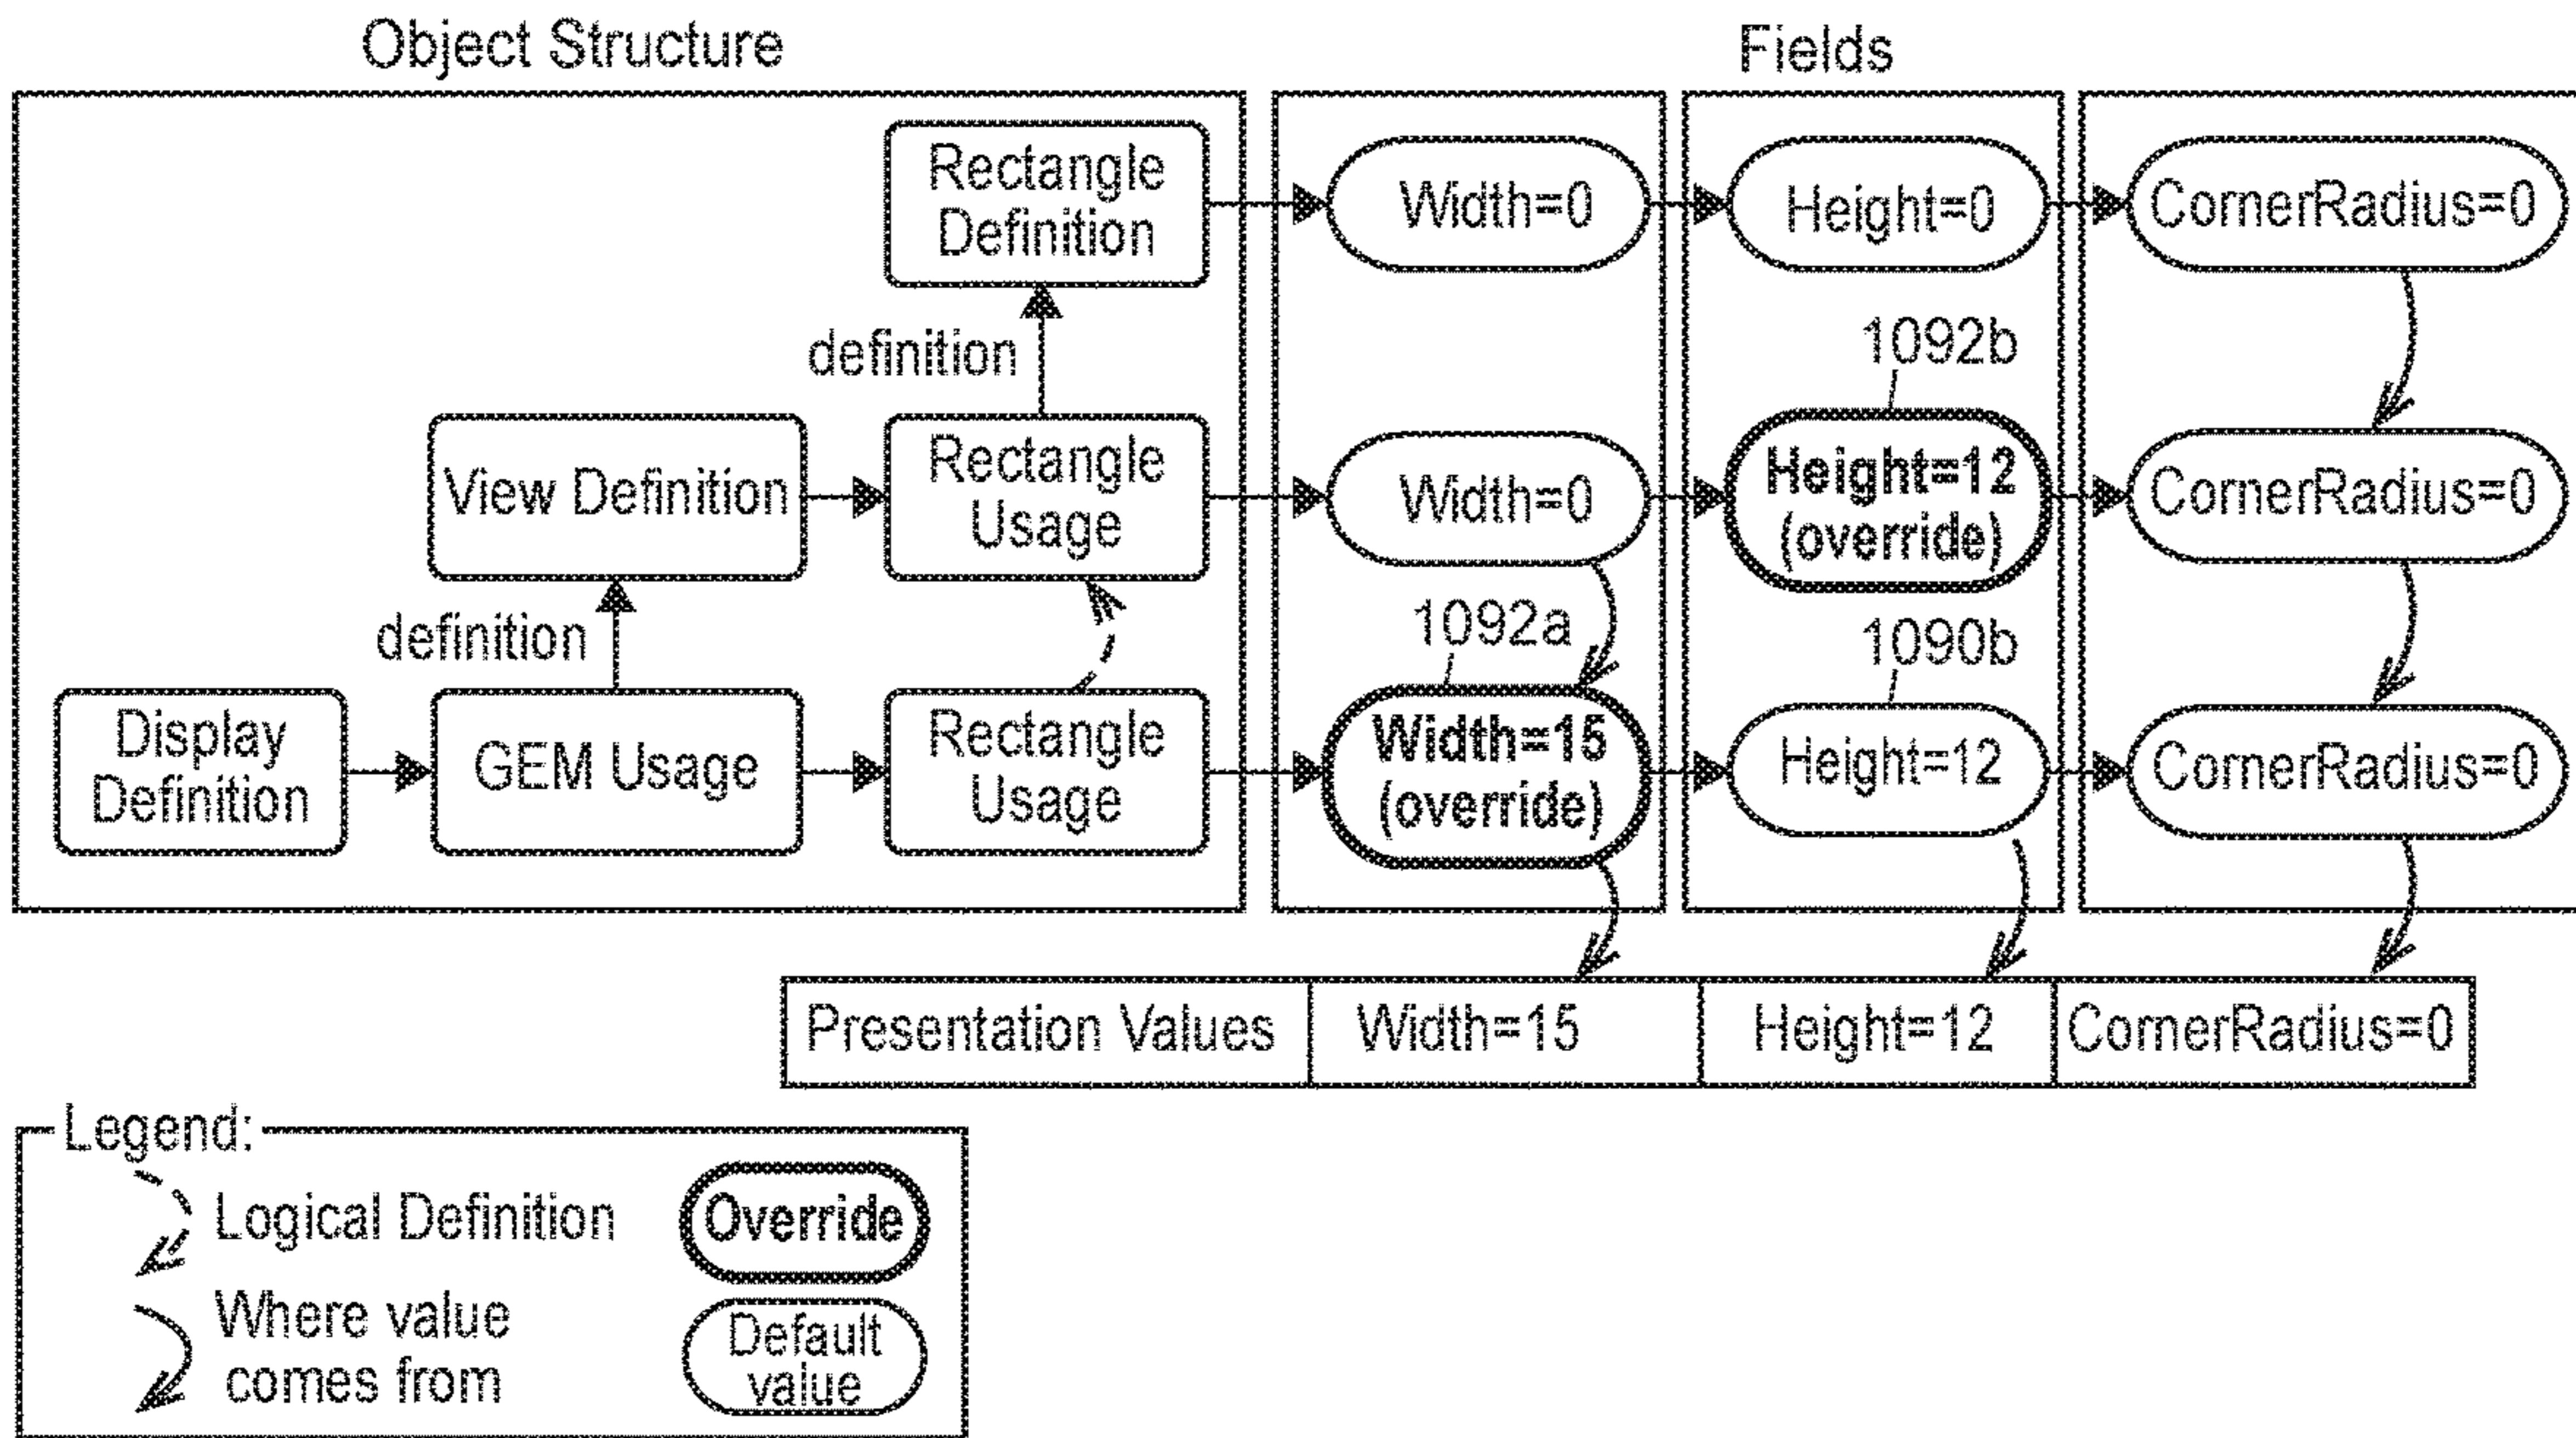 Object Structure
Fields
Rectangle
Definition
Width=0
Height=0
CornerRadius=0
definition
1092b
View Definition
Rectangle
Usage
Width=0
Height=12
(override)
CornerRadius=0
definition
1092a
1090b
Display
Definition
GEM Usage
Rectangle
Usage
Width=15
(override)
Height=12
CornerRadius=0
Presentation Values
Width=15
Height=12
CornerRadius=0
Legend:
Logical Definition
Override
Where value
comes from
Default
value